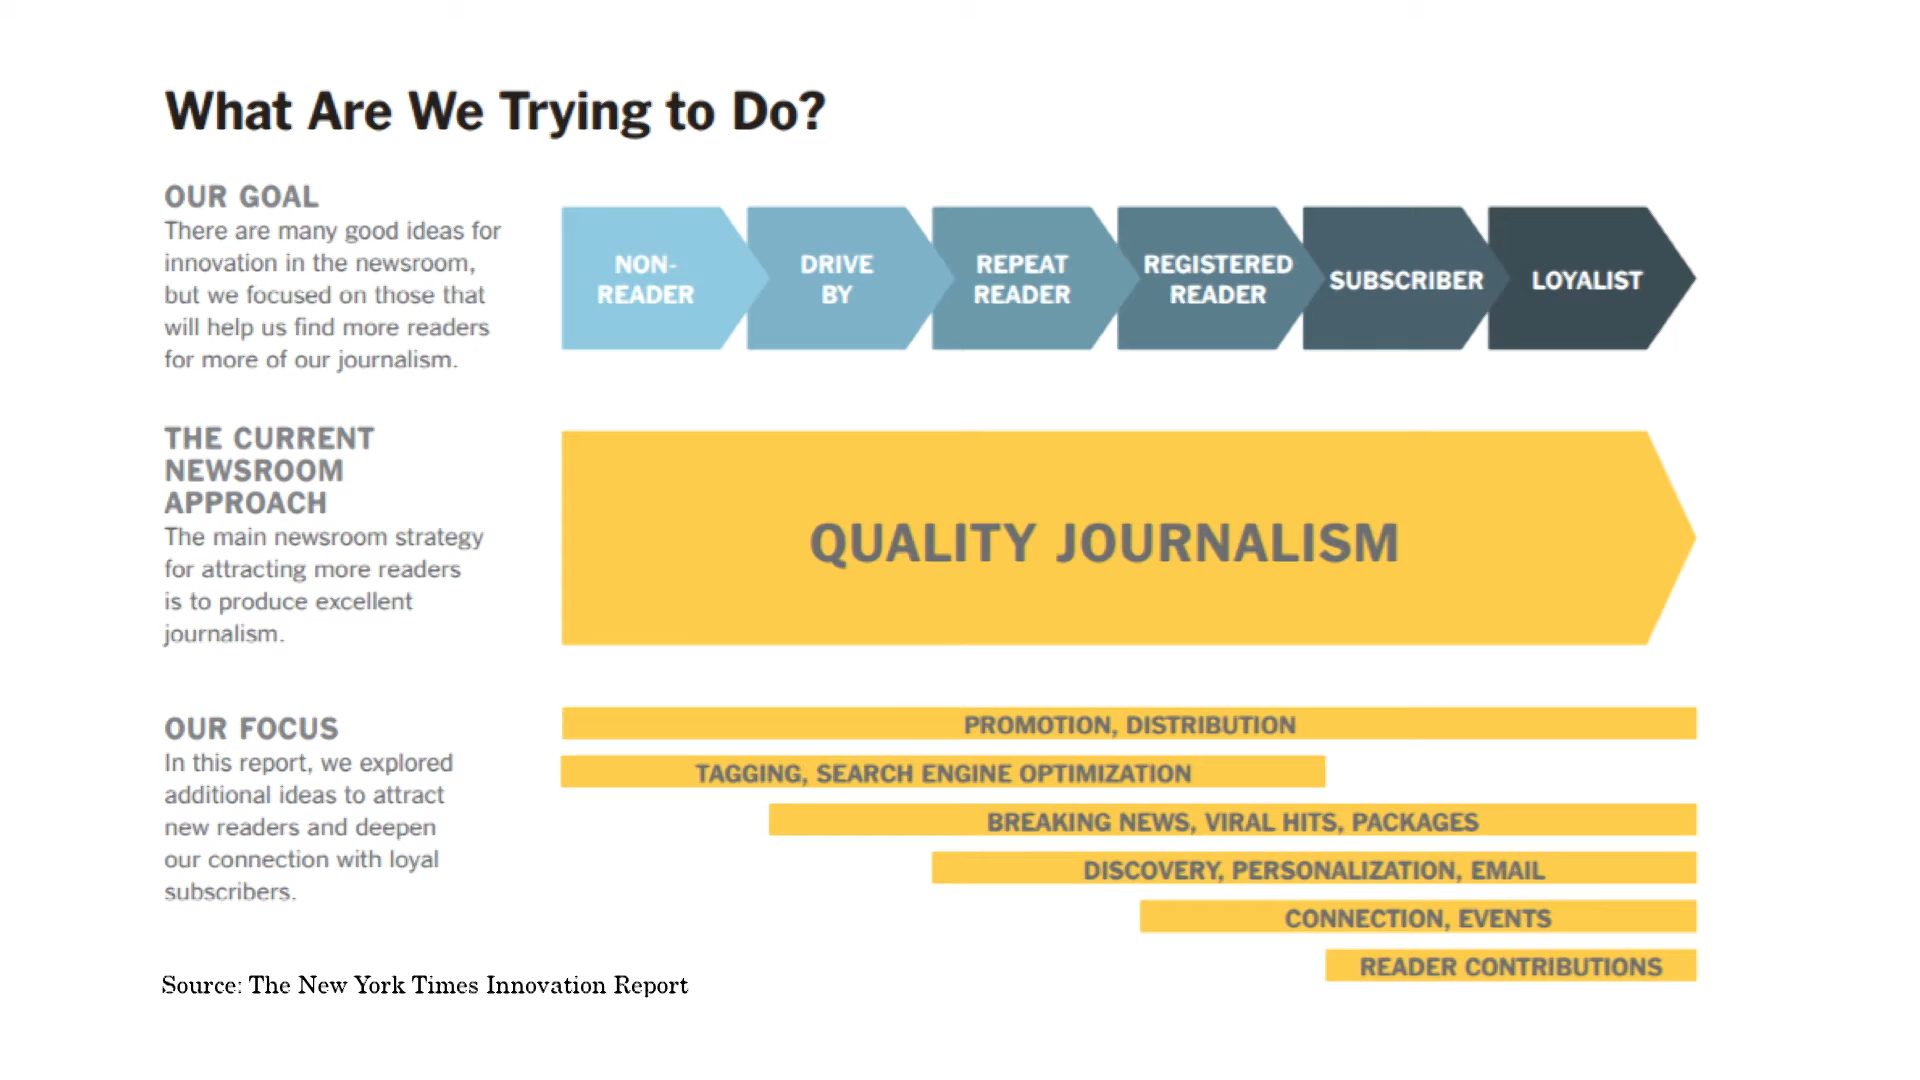 What Are We Trying to Do?
OUR GOAL
There are many good ideas for
innovation in the newsroom,
but we focused on those that
will help us find more readers
for more of our journalism.
NON-
READER
DRIVE
BY
REPEAT
READER
REGISTERED
READER
SUBSCRIBER
LOYALIST
THE CURRENT
NEWSROOM
APPROACH
The main newsroom strategy
for attracting more readers
is to produce excellent
journalism.
QUALITY JOURNALISM
OUR FOCUS
In this report, we explored
additional ideas to attract
new readers and deepen
our connection with loyal
subscribers.
PROMOTION, DISTRIBUTION
TAGGING, SEARCH ENGINE OPTIMIZATION
BREAKING NEWS, VIRAL HITS, PACKAGES
DISCOVERY, PERSONALIZATION, EMAIL
CONNECTION, EVENTS
READER CONTRIBUTIONS
Source: The New York Times Innovation Report